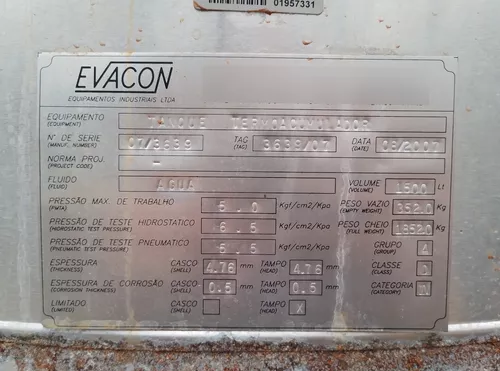 01957331
EVACON
EQUIPAMENTOS INDUSTRIAIS LTDA.
EQUIPAMENTO TANQUE TERMOACUMULADOR
(EQUIPMENT)
Nº DE SERIE 07/3639 TAG 3639/07 DATA 08/2007
(MANUF. NUMBER) (TAG) (DATE)
NORMA PROJ. -
(PROJECT CODE)
FLUIDO AGUA VOLUME 1500 Lt
(FLUID) (VOLUME)
PRESSÃO MAX. DE TRABALHO 5.0 Kgf/cm2/Kpa PESO VAZIO 352.0 Kg
(PMTA) (EMPTY WEIGHT)
PRESSÃO DE TESTE HIDROSTATICO 6.5 Kgf/cm2/Kpa PESO CHEIO 1852.0 Kg
(HIDROSTATIC TEST PRESSURE) (FULL WEIGHT)
PRESSÃO DE TESTE PNEUMATICO 5.5 Kgf/cm2/Kpa GRUPO 4
(PNEUMATIC TEST PRESSURE) (GROUP)
ESPESSURA CASCO 4.76 mm TAMPO 4.76 mm CLASSE
(THICKNESS) (SHELL) (HEAD) (CLASS)
ESPESSURA DE CORROSÃO CASCO 0.5 mm TAMPO 0.5 mm CATEGORIA
(CORROSION THICKNESS) (SHELL) (HEAD) (CATEGORY)
LIMITADO CASCO TAMPO X
(LIMITED) (SHELL) (HEAD)